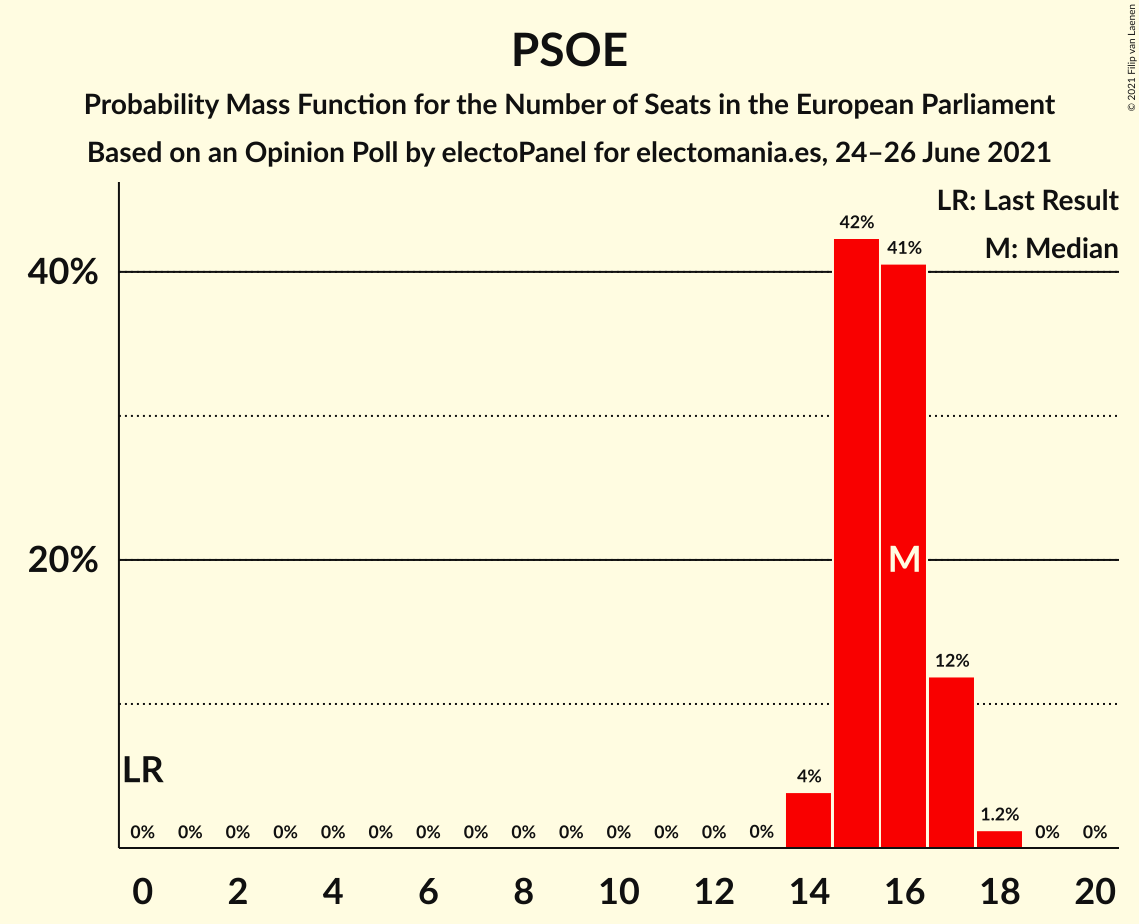 PSOE
Probability Mass Function for the Number of Seats in the European Parliament
Based on an Opinion Poll by electoPanel for electomania.es, 24–26 June 2021
© 2021 Filip van Laenen
LR: Last Result
M: Median
42%
41%
40%
20%
M
12%
LR
4%
1.2%
0% 0% 0% 0% 0% 0% 0% 0% 0% 0% 0% 0% 0% 0% 0% 0%
0 2 4 6 8 10 12 14 16 18 20